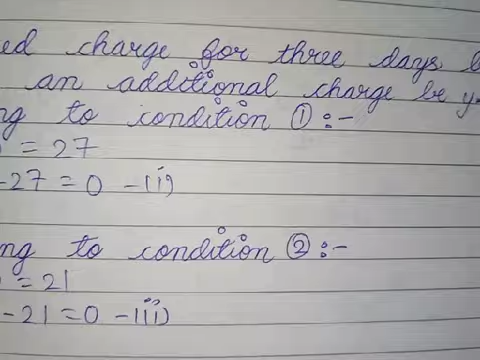 ed charge for three days b
an additional charge be y
ng to condition ① :-
= 27
-27 = 0 -(i)
ng to condition ② :-
= 21
-21 = 0 -(ii)